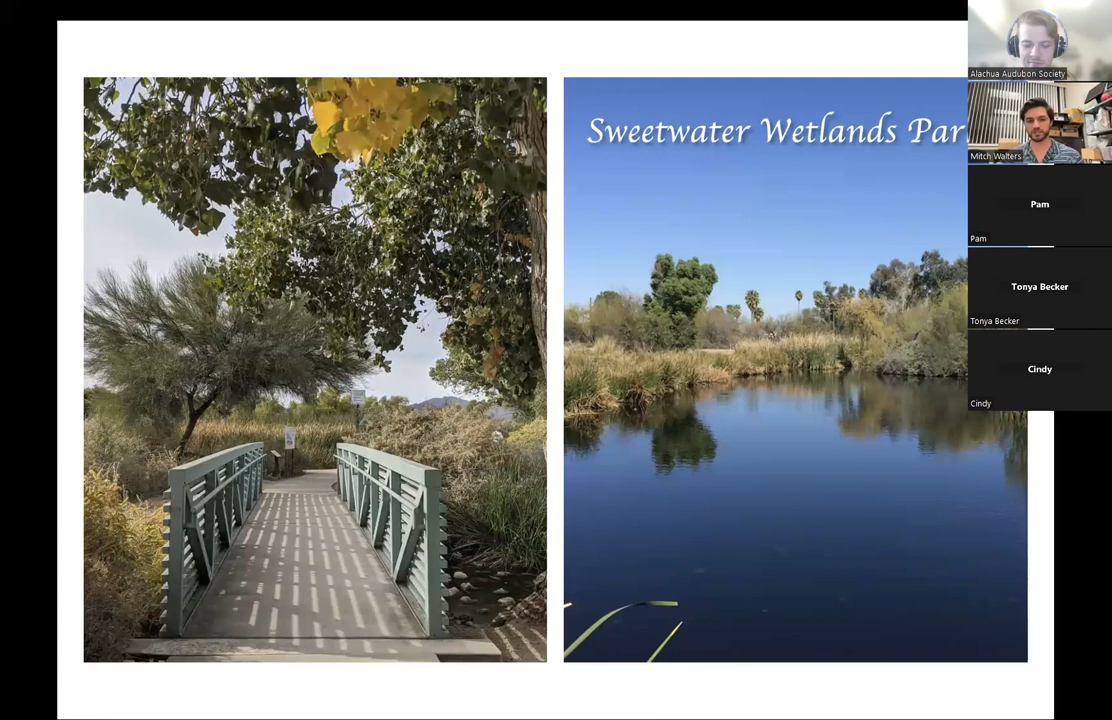 Sweetwater Wetlands Par
Alachua Audubon Society
Mitch Walters
Pam
Pam
Tonya Becker
Tonya Becker
Cindy
Cindy